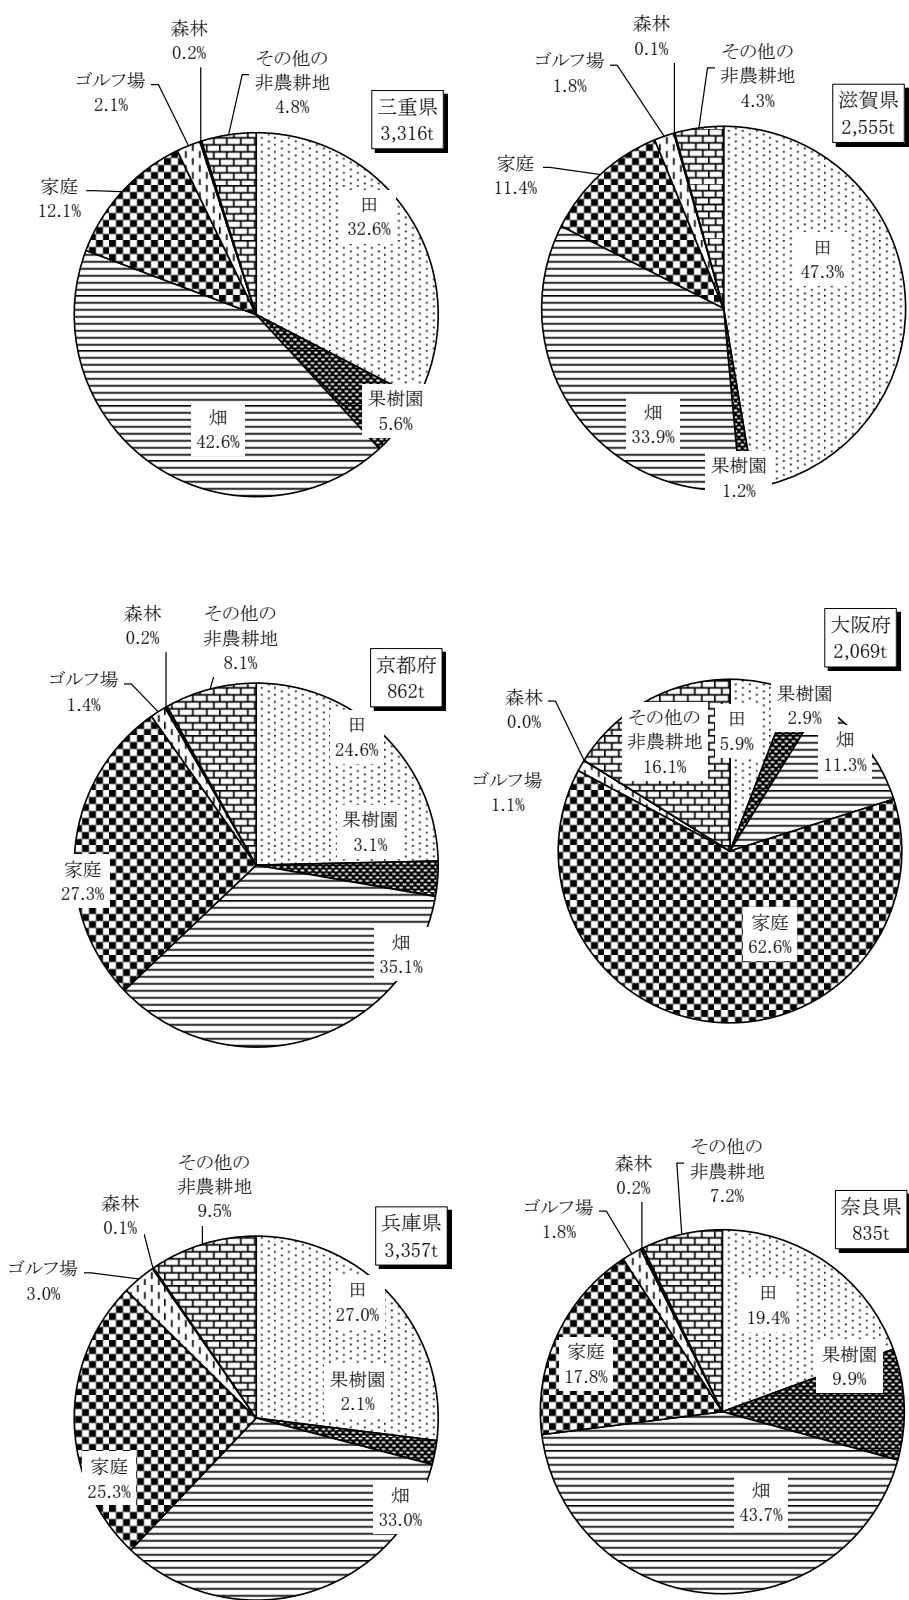 三重県
3,316t
森林
0.2%
その他の
非農耕地
4.8%
ゴルフ場
2.1%
家庭
12.1%
田
32.6%
果樹園
5.6%
畑
42.6%
滋賀県
2,555t
森林
0.1%
その他の
非農耕地
4.3%
ゴルフ場
1.8%
家庭
11.4%
田
47.3%
畑
33.9%
果樹園
1.2%
京都府
862t
森林
0.2%
その他の
非農耕地
8.1%
ゴルフ場
1.4%
田
24.6%
果樹園
3.1%
家庭
27.3%
畑
35.1%
大阪府
2,069t
森林
0.0%
その他の
非農耕地
16.1%
田
5.9%
果樹園
2.9%
畑
11.3%
ゴルフ場
1.1%
家庭
62.6%
兵庫県
3,357t
その他の
非農耕地
9.5%
森林
0.1%
ゴルフ場
3.0%
田
27.0%
果樹園
2.1%
家庭
25.3%
畑
33.0%
奈良県
835t
その他の
非農耕地
7.2%
森林
0.2%
ゴルフ場
1.8%
田
19.4%
家庭
17.8%
果樹園
9.9%
畑
43.7%